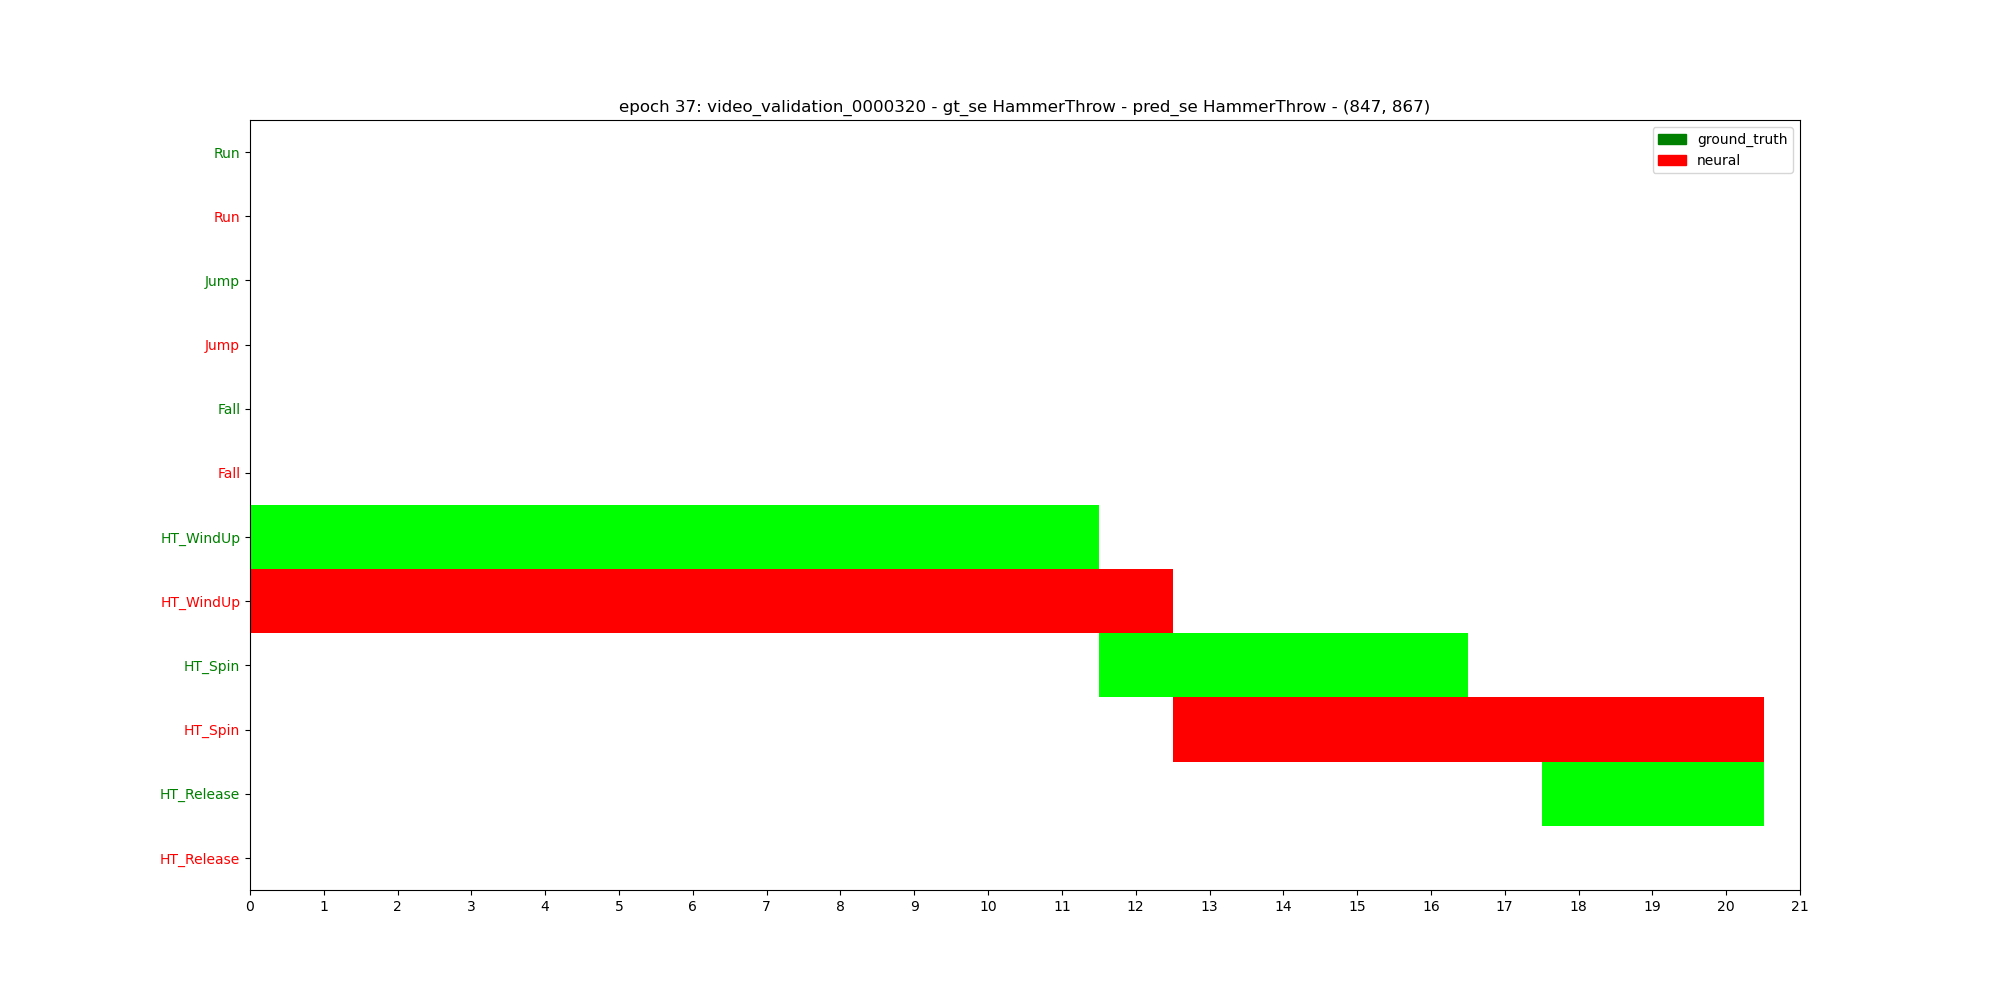 epoch 37: video_validation_0000320 - gt_se HammerThrow - pred_se HammerThrow - (847, 867)
ground_truth
neural
Run
Run
Jump
Jump
Fall
Fall
HT_WindUp
HT_WindUp
HT_Spin
HT_Spin
HT_Release
HT_Release
0 1 2 3 4 5 6 7 8 9 10 11 12 13 14 15 16 17 18 19 20 21